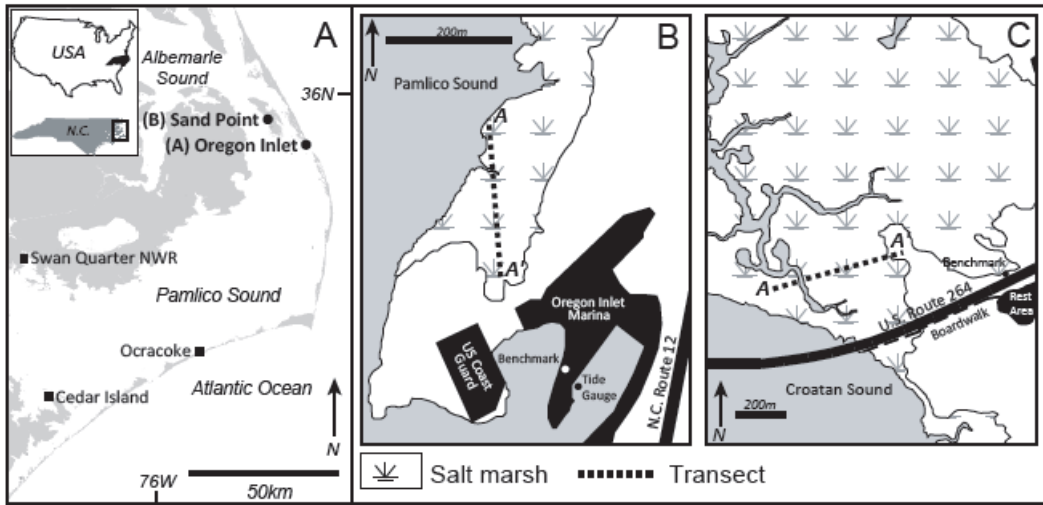 A
USA
N.C.
Albemarle
Sound
36N
(B) Sand Point
(A) Oregon Inlet
Swan Quarter NWR
Pamlico Sound
Ocracoke
Atlantic Ocean
Cedar Island
N
76W
50km
B
200m
N
Pamlico Sound
A
A'
Oregon Inlet
Marina
US Coast
Guard
Benchmark
Tide
Gauge
N.C. Route 12
C
A'
A
Benchmark
U.S. Route 264
Rest
Area
Boardwalk
Croatan Sound
200m
N
Salt marsh
Transect